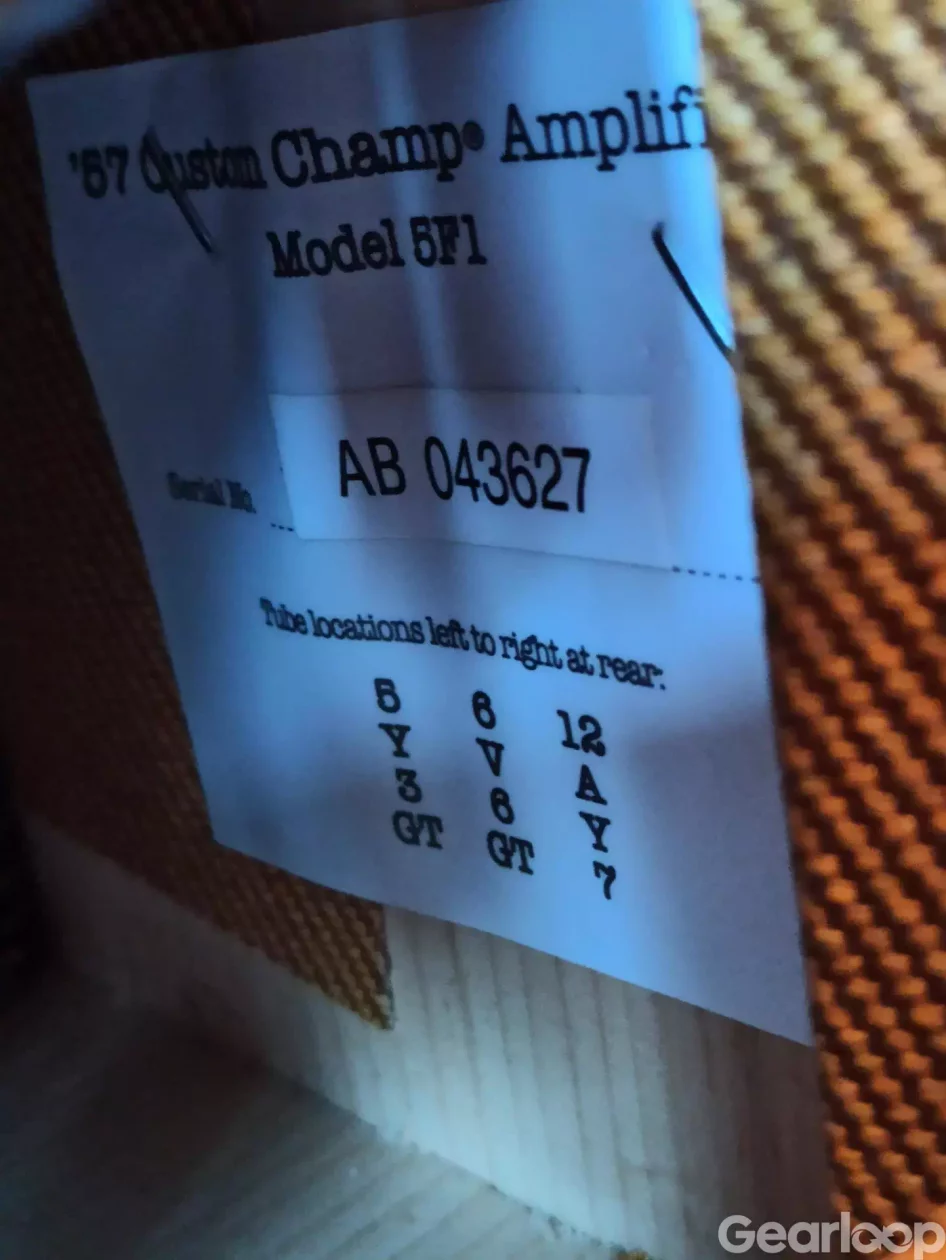 '57 Custom Champ® Amplifi
Model 5F1
AB 043627
Serial No.
Tube locations left to right at rear:
5 6 12
Y V A
3 6 Y
GT GT 7
Gearloop